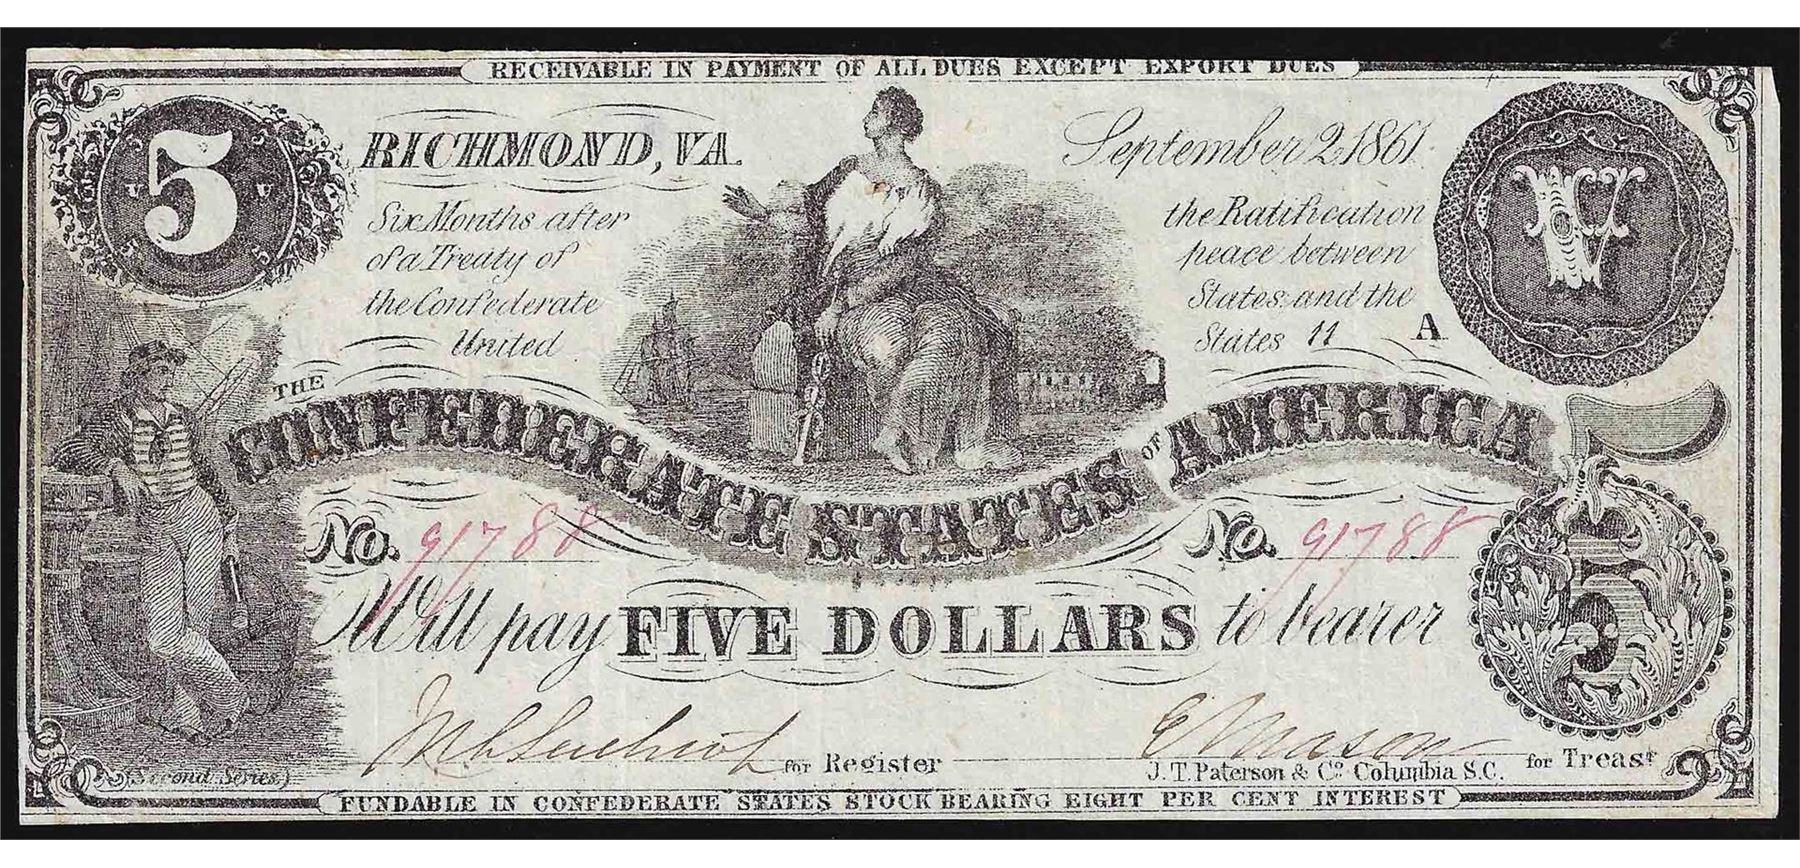 RECEIVABLE IN PAYMENT OF ALL DUES EXCEPT EXPORT DUES
5
RICHMOND, VA.
September 2, 1861.
V
Six Months after the Ratification
of a Treaty of peace between
the Confederate States and the
United States 11 A
THE CONFEDERATE STATES OF AMERICA
No. 91788 No. 91788
Will pay FIVE DOLLARS to bearer
5
for Register
for Treasr
(Second Series.)
J. T. Paterson & Co Columbia S.C.
FUNDABLE IN CONFEDERATE STATES STOCK BEARING EIGHT PER CENT INTEREST